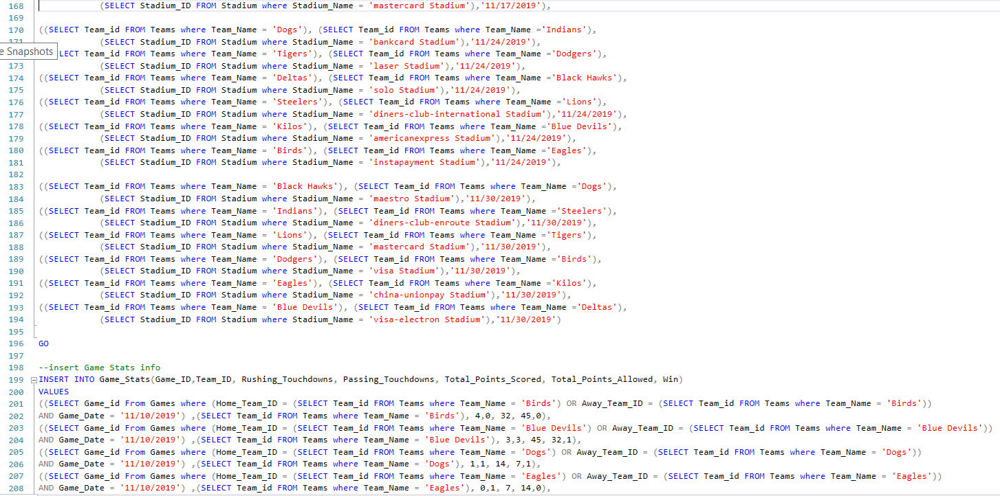 168 (SELECT Stadium_ID FROM Stadium where Stadium_Name = 'mastercard Stadium'),'11/17/2019'),
169
170 ((SELECT Team_id FROM Teams where Team_Name = 'Dogs'), (SELECT Team_id FROM Teams where Team_Name ='Indians'),
171 (SELECT Stadium_ID FROM Stadium where Stadium_Name = 'bankcard Stadium'),'11/24/2019'),
e Snapshots
LECT Team_id FROM Teams where Team_Name = 'Tigers'), (SELECT Team_id FROM Teams where Team_Name ='Dodgers'),
173 (SELECT Stadium_ID FROM Stadium where Stadium_Name = 'laser Stadium'),'11/24/2019'),
174 ((SELECT Team_id FROM Teams where Team_Name = 'Deltas'), (SELECT Team_id FROM Teams where Team_Name ='Black Hawks'),
175 (SELECT Stadium_ID FROM Stadium where Stadium_Name = 'solo Stadium'),'11/24/2019'),
176 ((SELECT Team_id FROM Teams where Team_Name = 'Steelers'), (SELECT Team_id FROM Teams where Team_Name ='Lions'),
177 (SELECT Stadium_ID FROM Stadium where Stadium_Name = 'diners-club-international Stadium'),'11/24/2019'),
178 ((SELECT Team_id FROM Teams where Team_Name = 'Kilos'), (SELECT Team_id FROM Teams where Team_Name ='Blue Devils'),
179 (SELECT Stadium_ID FROM Stadium where Stadium_Name = 'americanexpress Stadium'),'11/24/2019'),
180 ((SELECT Team_id FROM Teams where Team_Name = 'Birds'), (SELECT Team_id FROM Teams where Team_Name ='Eagles'),
181 (SELECT Stadium_ID FROM Stadium where Stadium_Name = 'instapayment Stadium'),'11/24/2019'),
182
183 ((SELECT Team_id FROM Teams where Team_Name = 'Black Hawks'), (SELECT Team_id FROM Teams where Team_Name ='Dogs'),
184 (SELECT Stadium_ID FROM Stadium where Stadium_Name = 'maestro Stadium'),'11/30/2019'),
185 ((SELECT Team_id FROM Teams where Team_Name = 'Indians'), (SELECT Team_id FROM Teams where Team_Name ='Steelers'),
186 (SELECT Stadium_ID FROM Stadium where Stadium_Name = 'diners-club-enroute Stadium'),'11/30/2019'),
187 ((SELECT Team_id FROM Teams where Team_Name = 'Lions'), (SELECT Team_id FROM Teams where Team_Name ='Tigers'),
188 (SELECT Stadium_ID FROM Stadium where Stadium_Name = 'mastercard Stadium'),'11/30/2019'),
189 ((SELECT Team_id FROM Teams where Team_Name = 'Dodgers'), (SELECT Team_id FROM Teams where Team_Name ='Birds'),
190 (SELECT Stadium_ID FROM Stadium where Stadium_Name = 'visa Stadium'),'11/30/2019'),
191 ((SELECT Team_id FROM Teams where Team_Name = 'Eagles'), (SELECT Team_id FROM Teams where Team_Name ='Kilos'),
192 (SELECT Stadium_ID FROM Stadium where Stadium_Name = 'china-unionpay Stadium'),'11/30/2019'),
193 ((SELECT Team_id FROM Teams where Team_Name = 'Blue Devils'), (SELECT Team_id FROM Teams where Team_Name ='Deltas'),
194 (SELECT Stadium_ID FROM Stadium where Stadium_Name = 'visa-electron Stadium'),'11/30/2019')
195
196 GO
197
198 --insert Game Stats info
199 INSERT INTO Game_Stats(Game_ID,Team_ID, Rushing_Touchdowns, Passing_Touchdowns, Total_Points_Scored, Total_Points_Allowed, Win)
200 VALUES
201 ((SELECT Game_id From Games where (Home_Team_ID = (SELECT Team_id FROM Teams where Team_Name = 'Birds') OR Away_Team_ID = (SELECT Team_id FROM Teams where Team_Name = 'Birds'))
202 AND Game_Date = '11/10/2019') ,(SELECT Team_id FROM Teams where Team_Name = 'Birds'), 4,0, 32, 45,0),
203 ((SELECT Game_id From Games where (Home_Team_ID = (SELECT Team_id FROM Teams where Team_Name = 'Blue Devils') OR Away_Team_ID = (SELECT Team_id FROM Teams where Team_Name = 'Blue Devils'))
204 AND Game_Date = '11/10/2019') ,(SELECT Team_id FROM Teams where Team_Name = 'Blue Devils'), 3,3, 45, 32,1),
205 ((SELECT Game_id From Games where (Home_Team_ID = (SELECT Team_id FROM Teams where Team_Name = 'Dogs') OR Away_Team_ID = (SELECT Team_id FROM Teams where Team_Name = 'Dogs'))
206 AND Game_Date = '11/10/2019') ,(SELECT Team_id FROM Teams where Team_Name = 'Dogs'), 1,1, 14, 7,1),
207 ((SELECT Game_id From Games where (Home_Team_ID = (SELECT Team_id FROM Teams where Team_Name = 'Eagles') OR Away_Team_ID = (SELECT Team_id FROM Teams where Team_Name = 'Eagles'))
208 AND Game_Date = '11/10/2019') ,(SELECT Team_id FROM Teams where Team_Name = 'Eagles'), 0,1, 7, 14,0),